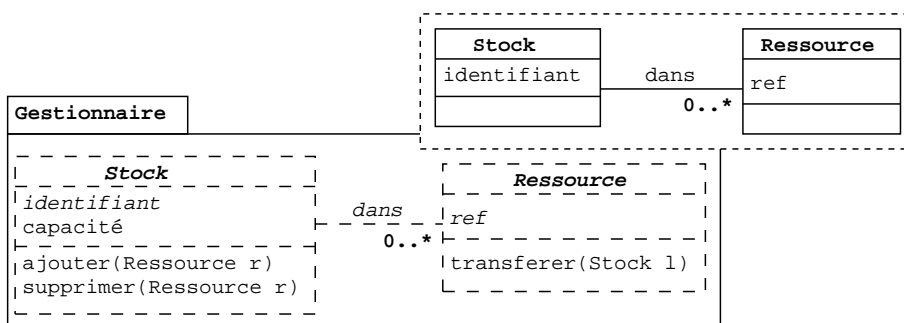 Stock
Ressource
identifiant
dans
ref
0..*
Gestionnaire
Stock
Ressource
identifiant
capacité
dans
ref
0..*
ajouter(Ressource r)
supprimer(Ressource r)
transferer(Stock l)